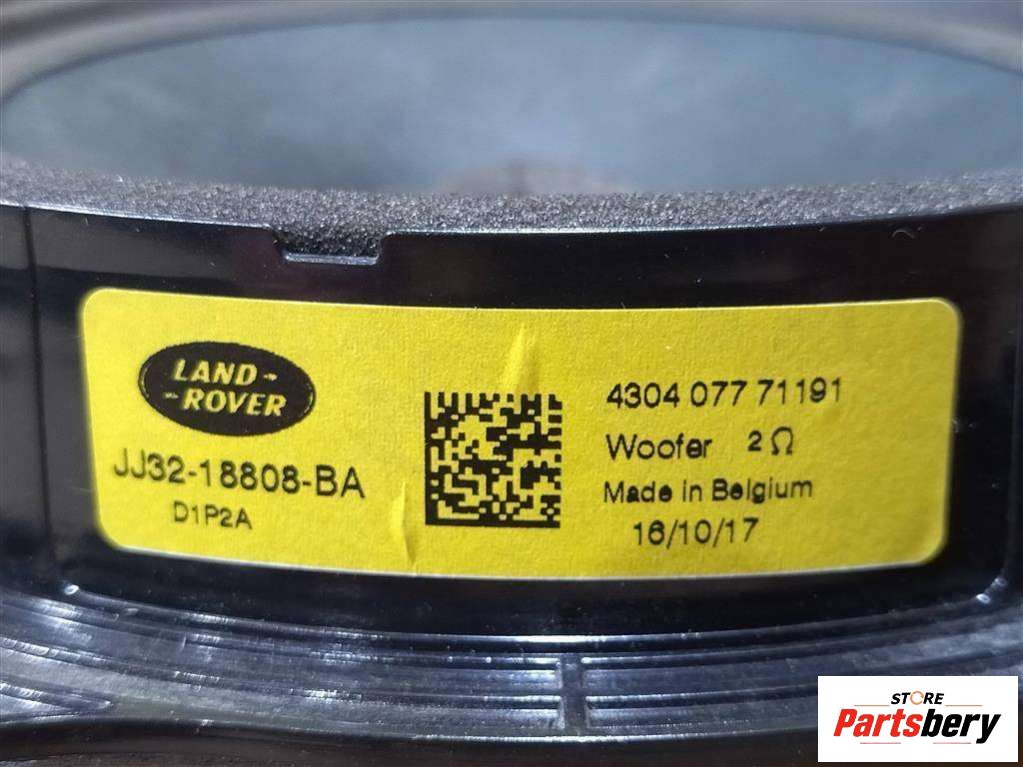 LAND-
-ROVER
JJ32-18808-BA
D1P2A
4304 077 71191
Woofer 2Ω
Made in Belgium
16/10/17
STORE
Partsbery